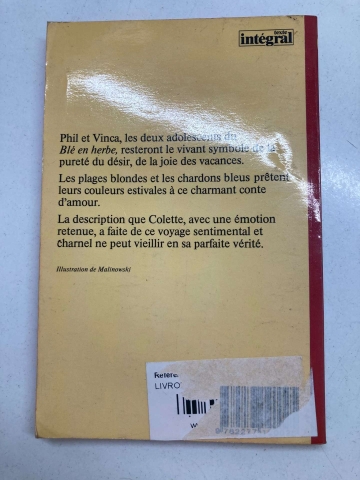 texte
intégral
Phil et Vinca, les deux adolescents du
Blé en herbe, resteront le vivant symbole de la
pureté du désir, de la joie des vacances.
Les plages blondes et les chardons bleus prêtent
leurs couleurs estivales à ce charmant conte
d'amour.
La description que Colette, avec une émotion
retenue, a faite de ce voyage sentimental et
charnel ne peut vieillir en sa parfaite vérité.
Illustration de Malinowski
LIVRO